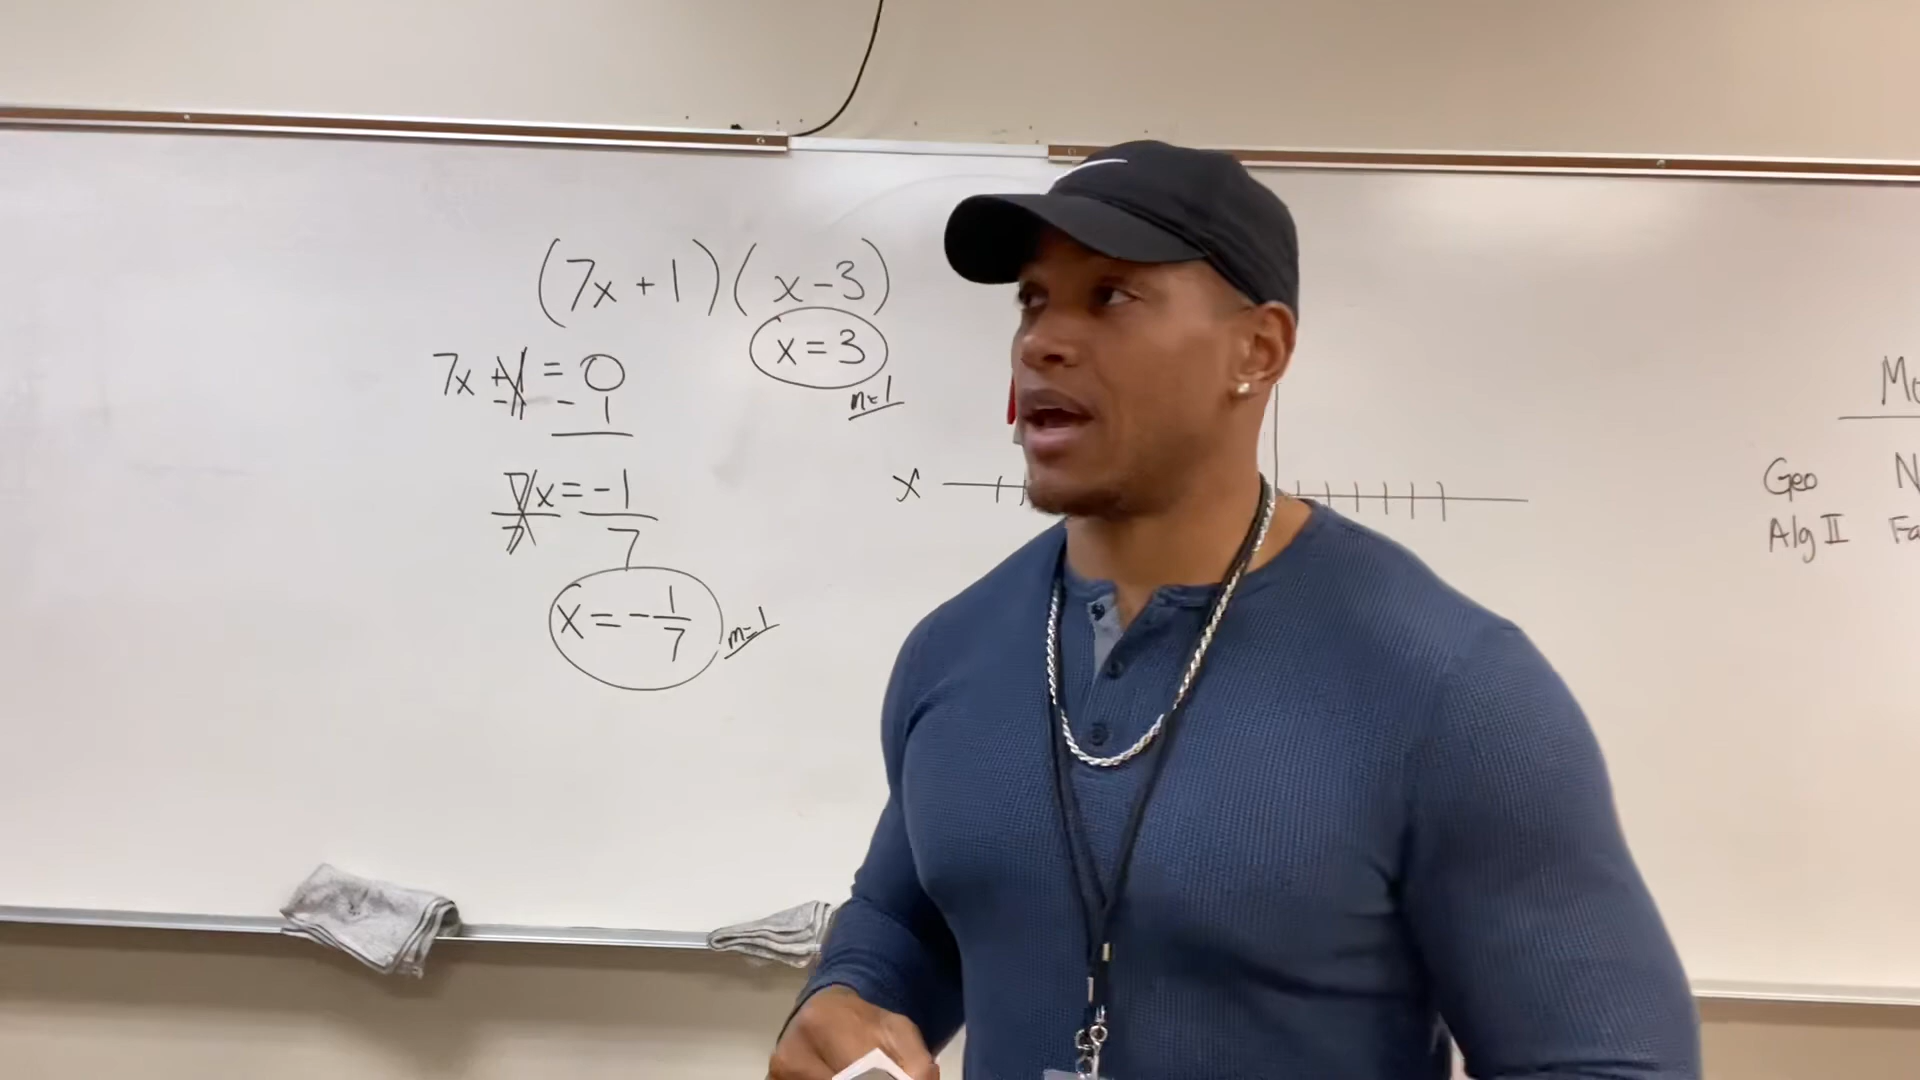 (7x+1)(x-3)
x=3
n=1
7x+1=0
-1 -1
7x=-1
7 7
x=-1/7
m=1
x
Geo
Alg II